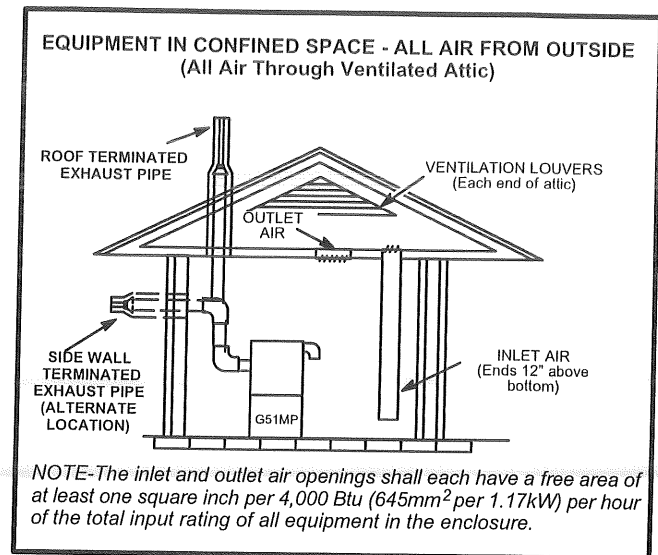 EQUIPMENT IN CONFINED SPACE - ALL AIR FROM OUTSIDE
(All Air Through Ventilated Attic)
ROOF TERMINATED
EXHAUST PIPE
VENTILATION LOUVERS
(Each end of attic)
OUTLET
AIR
SIDE WALL
TERMINATED
EXHAUST PIPE
(ALTERNATE
LOCATION)
INLET AIR
(Ends 12" above
bottom)
G51MP
NOTE-The inlet and outlet air openings shall each have a free area of
at least one square inch per 4,000 Btu (645mm² per 1.17kW) per hour
of the total input rating of all equipment in the enclosure.